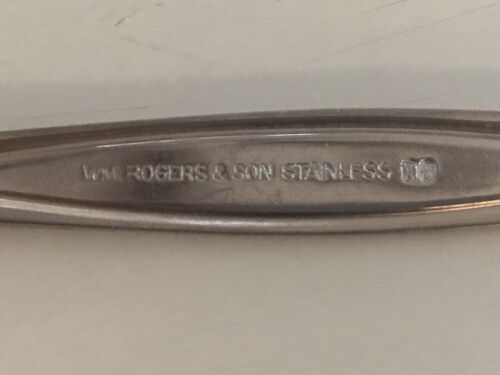 WM. ROGERS & SON STAINLESS